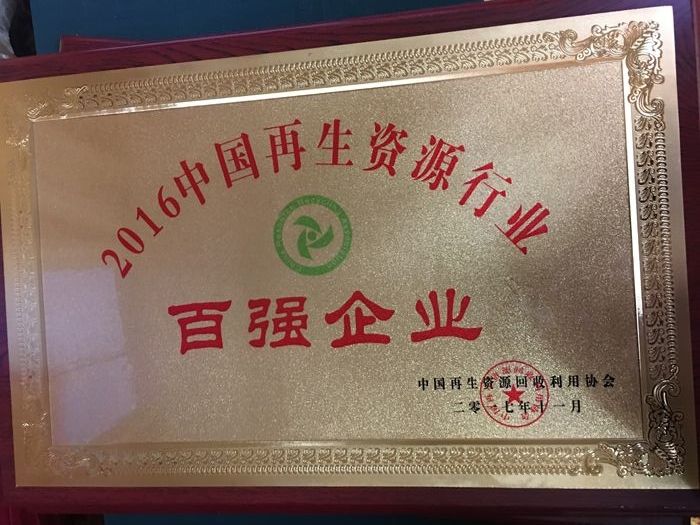 2016中国再生资源行业
百强企业
中国再生资源回收利用协会
二零一七年十一月